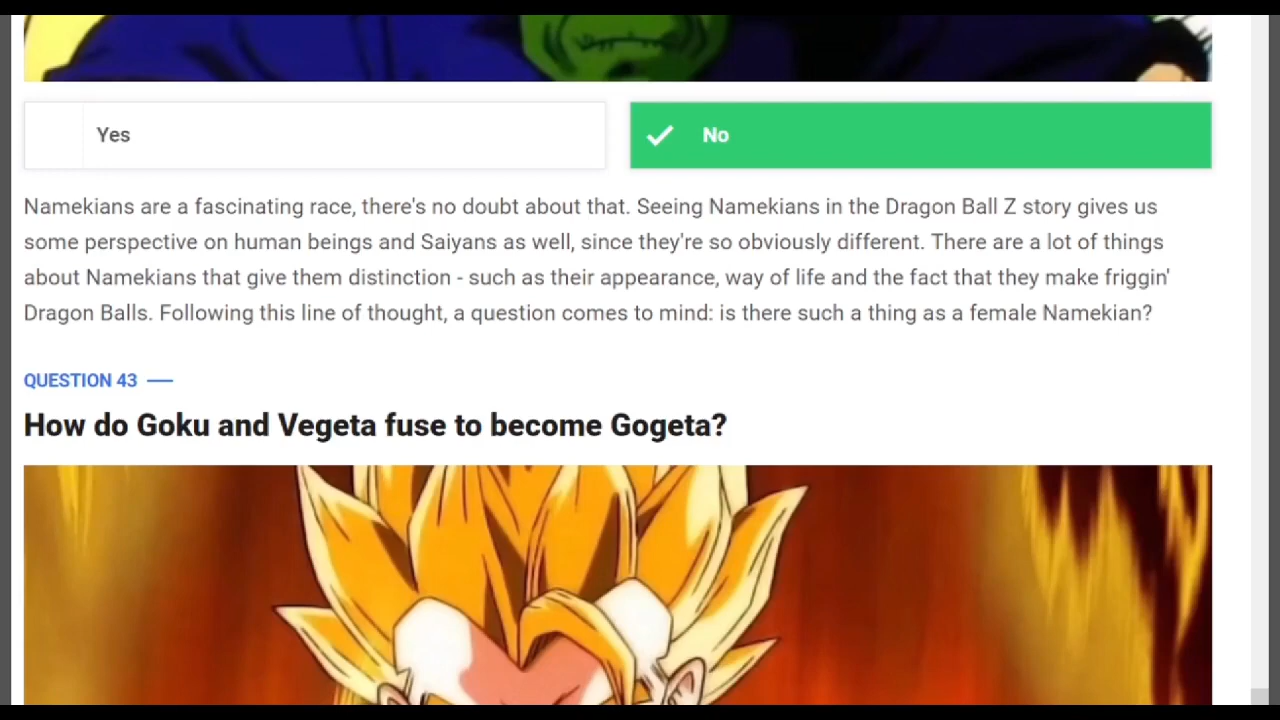 Yes
No
Namekians are a fascinating race, there's no doubt about that. Seeing Namekians in the Dragon Ball Z story gives us
some perspective on human beings and Saiyans as well, since they're so obviously different. There are a lot of things
about Namekians that give them distinction - such as their appearance, way of life and the fact that they make friggin'
Dragon Balls. Following this line of thought, a question comes to mind: is there such a thing as a female Namekian?
QUESTION 43
How do Goku and Vegeta fuse to become Gogeta?